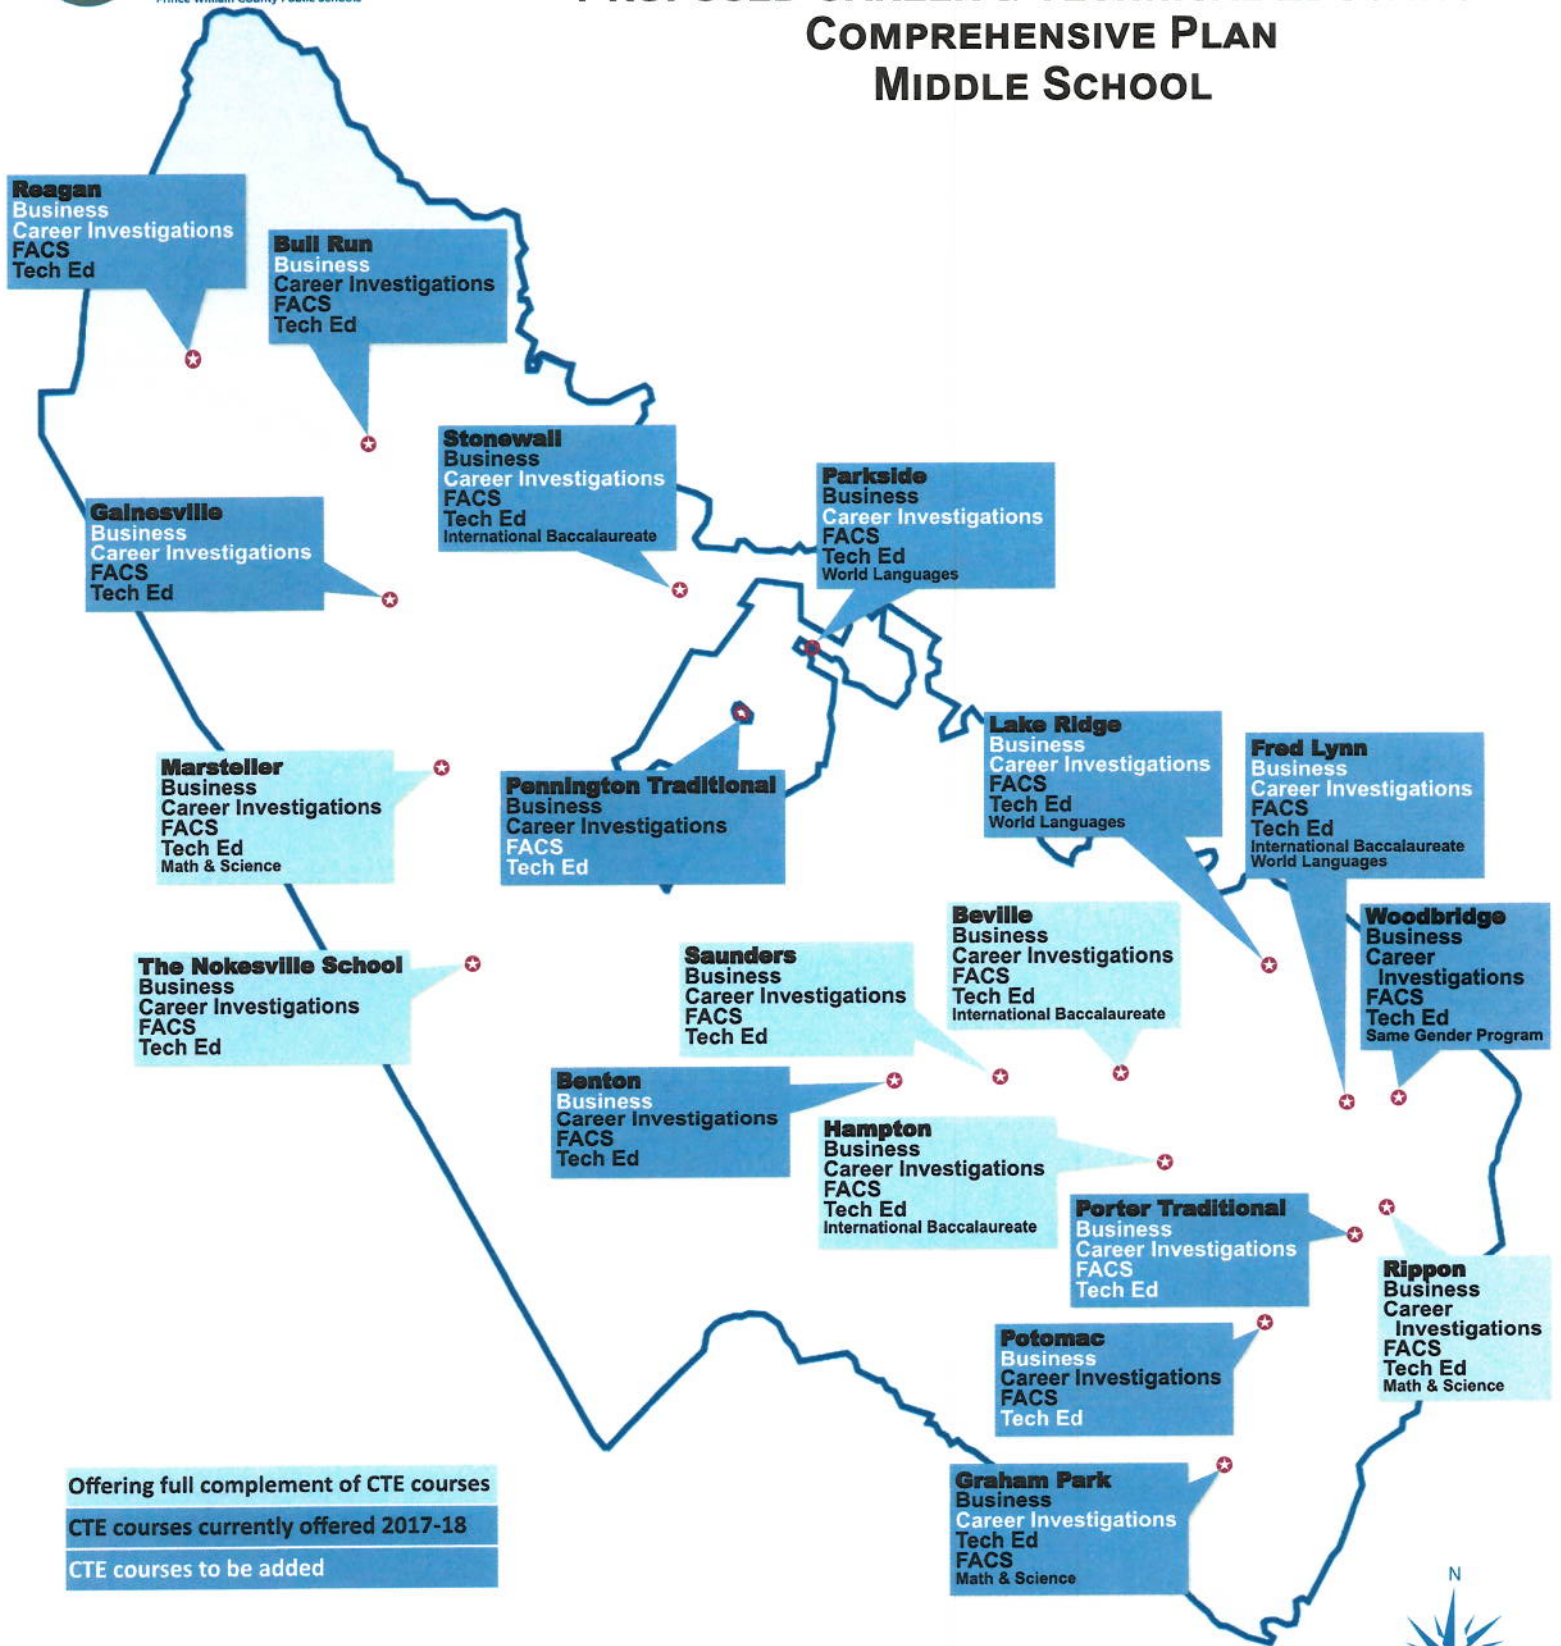 Prince William County Public Schools
COMPREHENSIVE PLAN
MIDDLE SCHOOL
Reagan
Business
Career Investigations
FACS
Tech Ed
Bull Run
Business
Career Investigations
FACS
Tech Ed
Stonewall
Business
Career Investigations
FACS
Tech Ed
International Baccalaureate
Parkside
Business
Career Investigations
FACS
Tech Ed
World Languages
Gainesville
Business
Career Investigations
FACS
Tech Ed
Lake Ridge
Business
Career Investigations
FACS
Tech Ed
World Languages
Fred Lynn
Business
Career Investigations
FACS
Tech Ed
International Baccalaureate
World Languages
Marsteller
Business
Career Investigations
FACS
Tech Ed
Math & Science
Pennington Traditional
Business
Career Investigations
FACS
Tech Ed
Beville
Business
Career Investigations
FACS
Tech Ed
International Baccalaureate
Woodbridge
Business
Career
Investigations
FACS
Tech Ed
Same Gender Program
The Nokesville School
Business
Career Investigations
FACS
Tech Ed
Saunders
Business
Career Investigations
FACS
Tech Ed
Benton
Business
Career Investigations
FACS
Tech Ed
Hampton
Business
Career Investigations
FACS
Tech Ed
International Baccalaureate
Porter Traditional
Business
Career Investigations
FACS
Tech Ed
Rippon
Business
Career
Investigations
FACS
Tech Ed
Math & Science
Potomac
Business
Career Investigations
FACS
Tech Ed
Graham Park
Business
Career Investigations
Tech Ed
FACS
Math & Science
Offering full complement of CTE courses
CTE courses currently offered 2017-18
CTE courses to be added
N